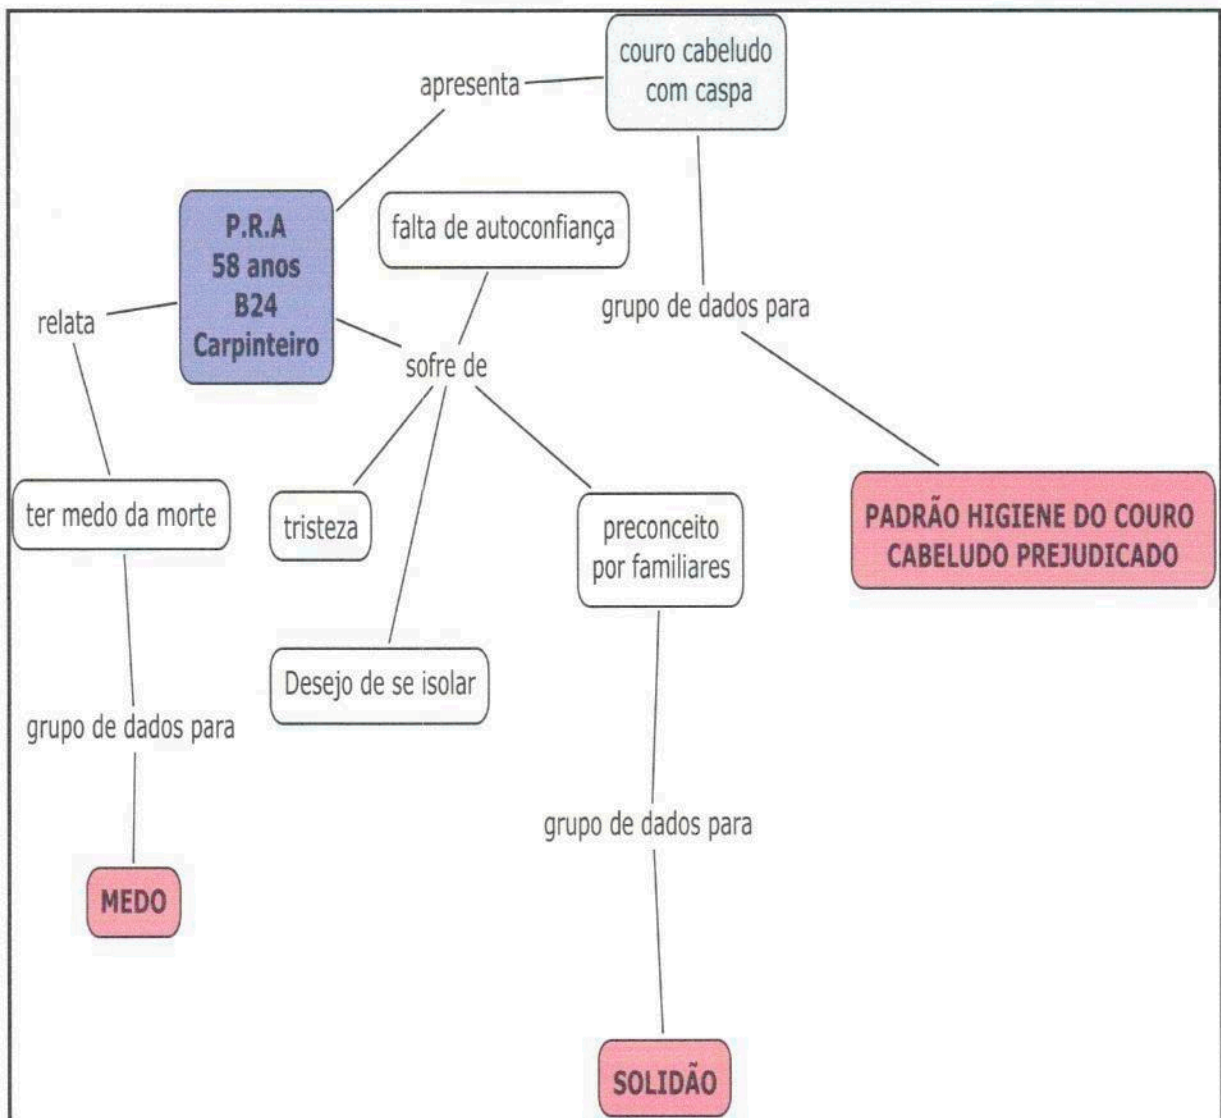 couro cabeludo
com caspa
apresenta
P.R.A
58 anos
B24
Carpinteiro
falta de autoconfiança
relata
grupo de dados para
sofre de
ter medo da morte
tristeza
preconceito
por familiares
PADRÃO HIGIENE DO COURO
CABELUDO PREJUDICADO
Desejo de se isolar
grupo de dados para
grupo de dados para
MEDO
SOLIDÃO